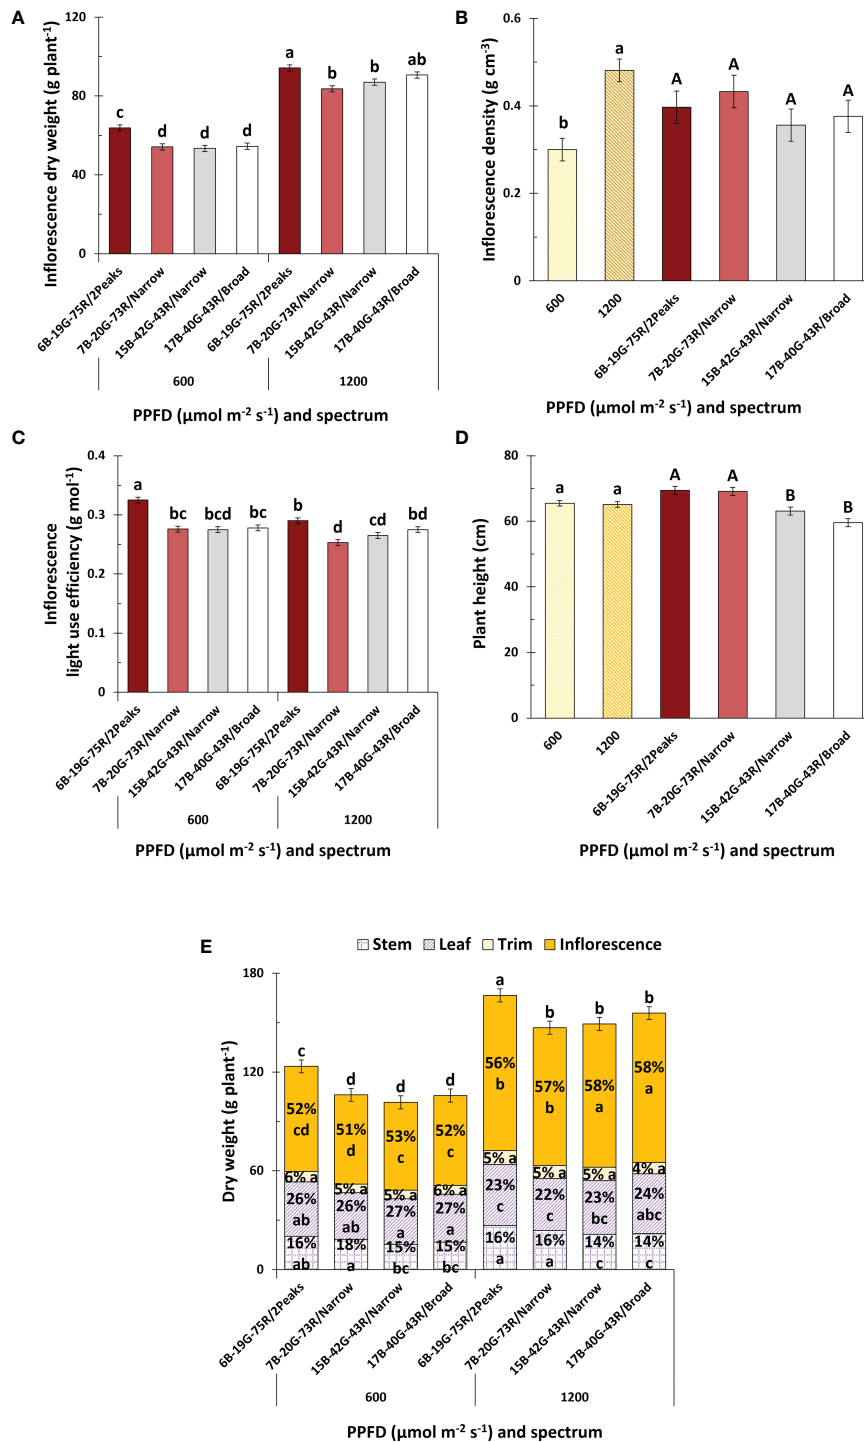 A
Inflorescence dry weight (g plant-1)
120
80
40
0
c
d
d
d
a
b
b
ab
6B-19G-75R/2Peaks
7B-20G-73R/Narrow
15B-42G-43R/Narrow
17B-40G-43R/Broad
6B-19G-75R/2Peaks
7B-20G-73R/Narrow
15B-42G-43R/Narrow
17B-40G-43R/Broad
600
1200
PPFD (µmol m-2 s-1) and spectrum
B
Inflorescence density (g cm-3)
0.6
0.4
0.2
0
b
a
A
A
A
A
600
1200
6B-19G-75R/2Peaks
7B-20G-73R/Narrow
15B-42G-43R/Narrow
17B-40G-43R/Broad
PPFD (µmol m-2 s-1) and spectrum
C
Inflorescence
light use efficiency (g mol-1)
0.4
0.3
0.2
0.1
0
a
bc
bcd
bc
b
d
cd
bd
6B-19G-75R/2Peaks
7B-20G-73R/Narrow
15B-42G-43R/Narrow
17B-40G-43R/Broad
6B-19G-75R/2Peaks
7B-20G-73R/Narrow
15B-42G-43R/Narrow
17B-40G-43R/Broad
600
1200
PPFD (µmol m-2 s-1) and spectrum
D
Plant height (cm)
80
60
40
20
0
a
a
A
A
B
B
600
1200
6B-19G-75R/2Peaks
7B-20G-73R/Narrow
15B-42G-43R/Narrow
17B-40G-43R/Broad
PPFD (µmol m-2 s-1) and spectrum
E
Stem Leaf Trim Inflorescence
Dry weight (g plant-1)
180
120
60
0
c
52%
cd
6% a
26%
ab
16%
ab
d
51%
d
5% a
26%
ab
18%
a
d
53%
c
5% a
27%
a
15%
bc
d
52%
c
6% a
27%
a
15%
bc
a
56%
b
5% a
23%
c
16%
a
b
57%
b
5% a
22%
c
16%
a
b
58%
a
5% a
23%
bc
14%
c
b
58%
a
4% a
24%
abc
14%
c
6B-19G-75R/2Peaks
7B-20G-73R/Narrow
15B-42G-43R/Narrow
17B-40G-43R/Broad
6B-19G-75R/2Peaks
7B-20G-73R/Narrow
15B-42G-43R/Narrow
17B-40G-43R/Broad
600
1200
PPFD (µmol m-2 s-1) and spectrum